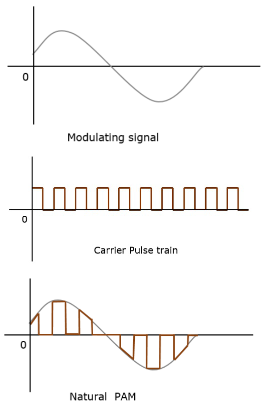 0
Modulating signal
0
Carrier Pulse train
0
Natural PAM